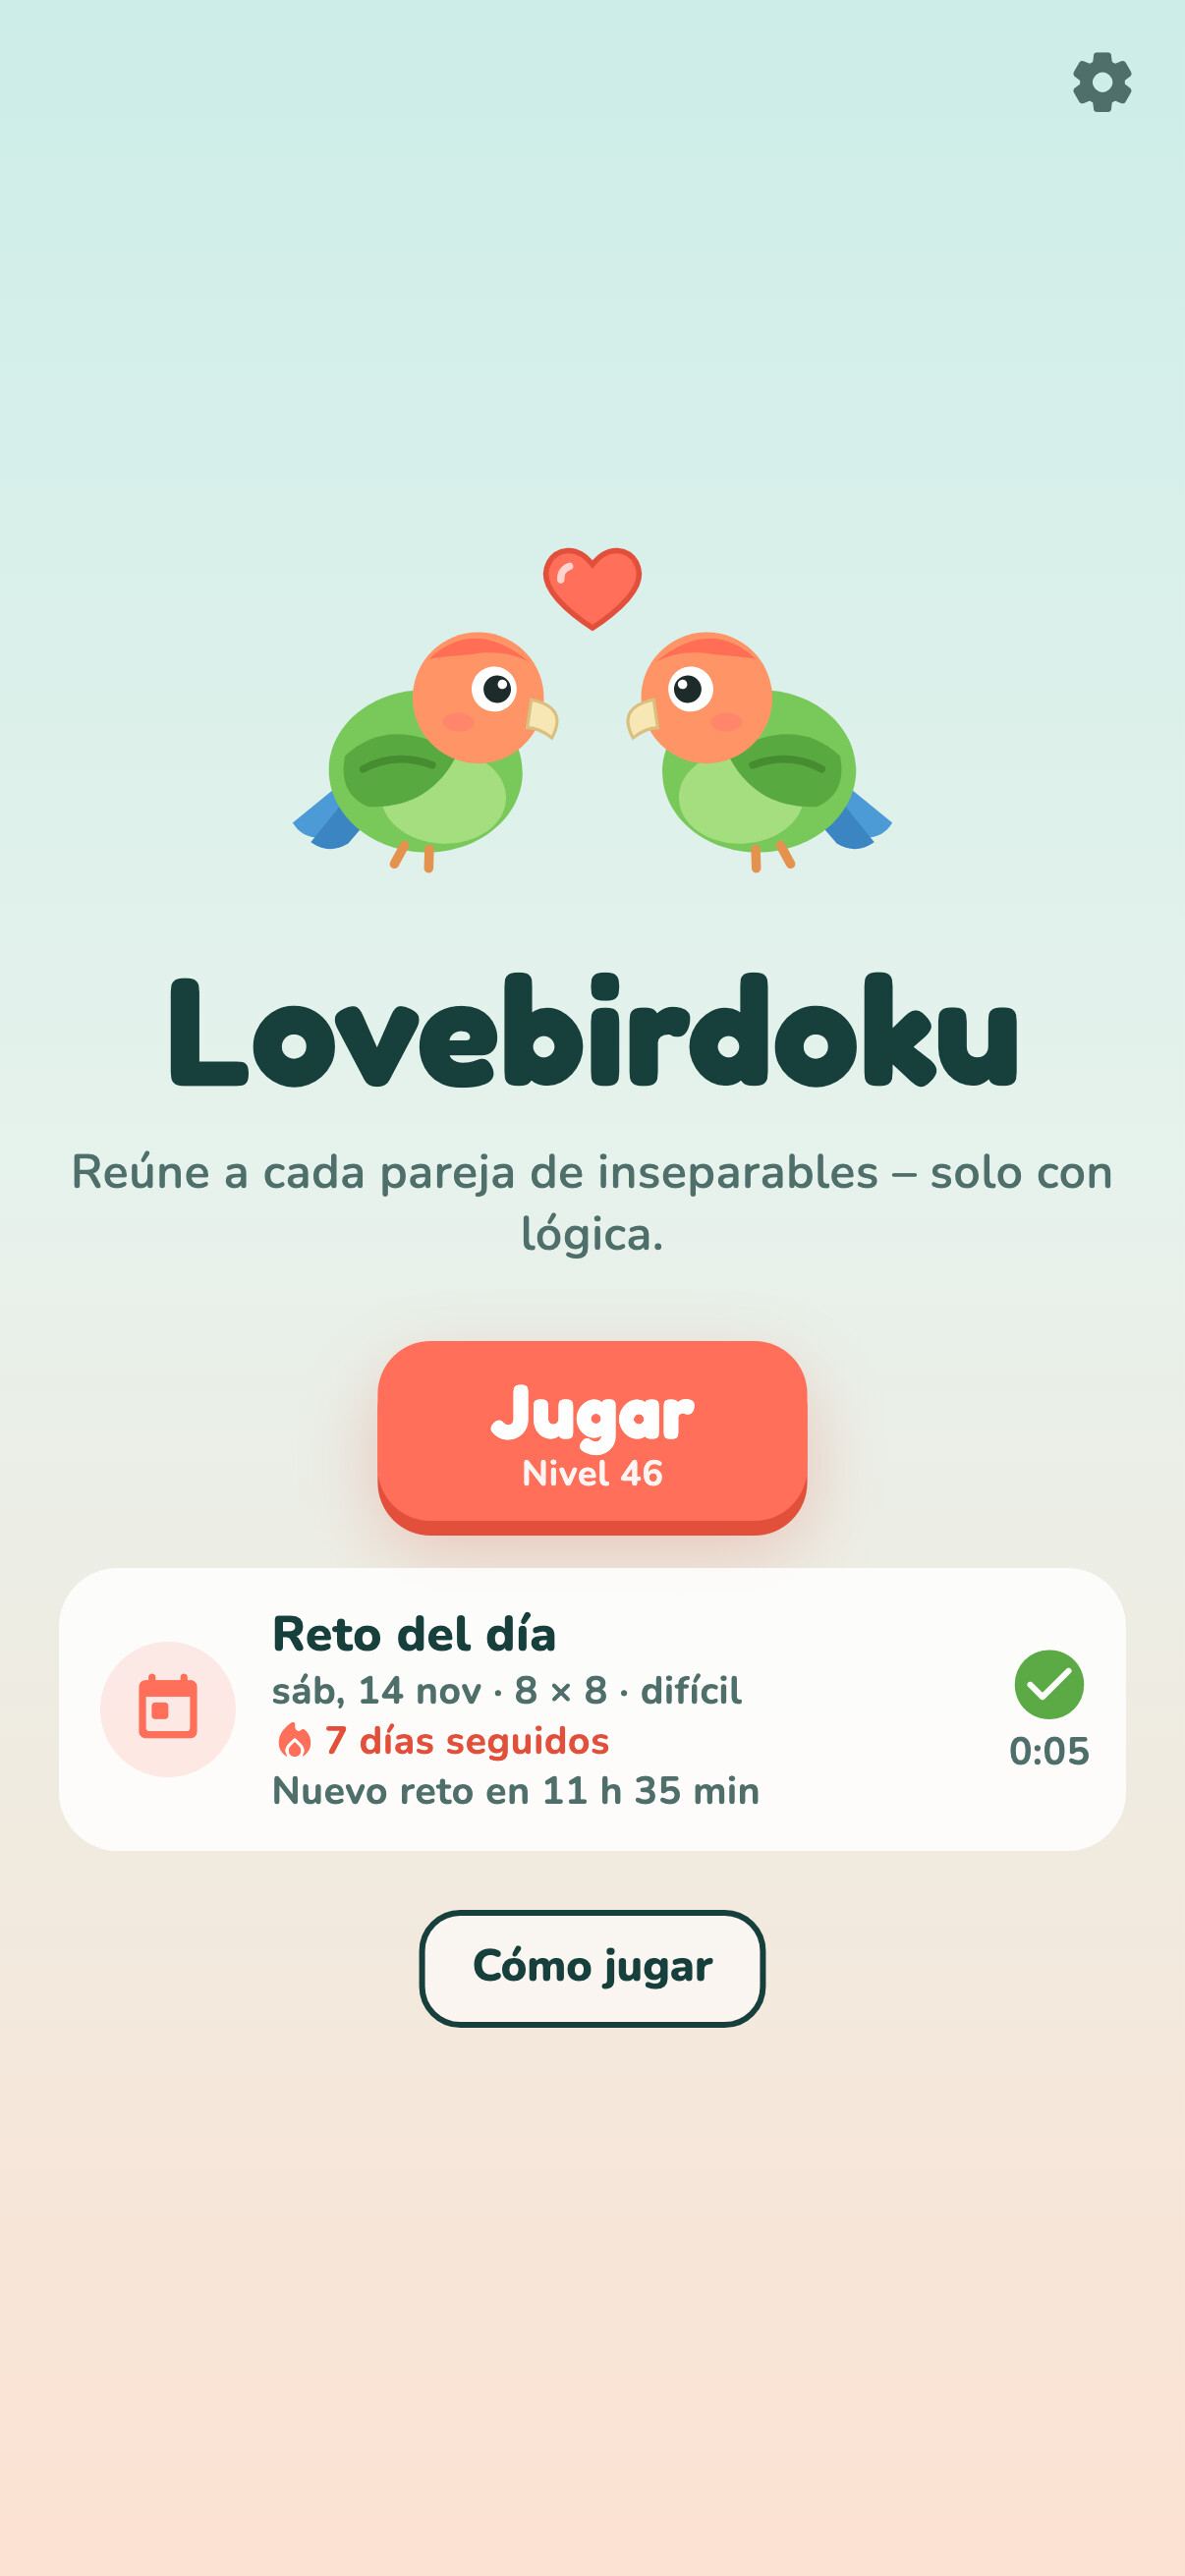 Lovebirdoku
Reúne a cada pareja de inseparables – solo con
lógica.
Jugar
Nivel 46
Reto del día
sáb, 14 nov · 8 × 8 · difícil
7 días seguidos
Nuevo reto en 11 h 35 min
0:05
Cómo jugar